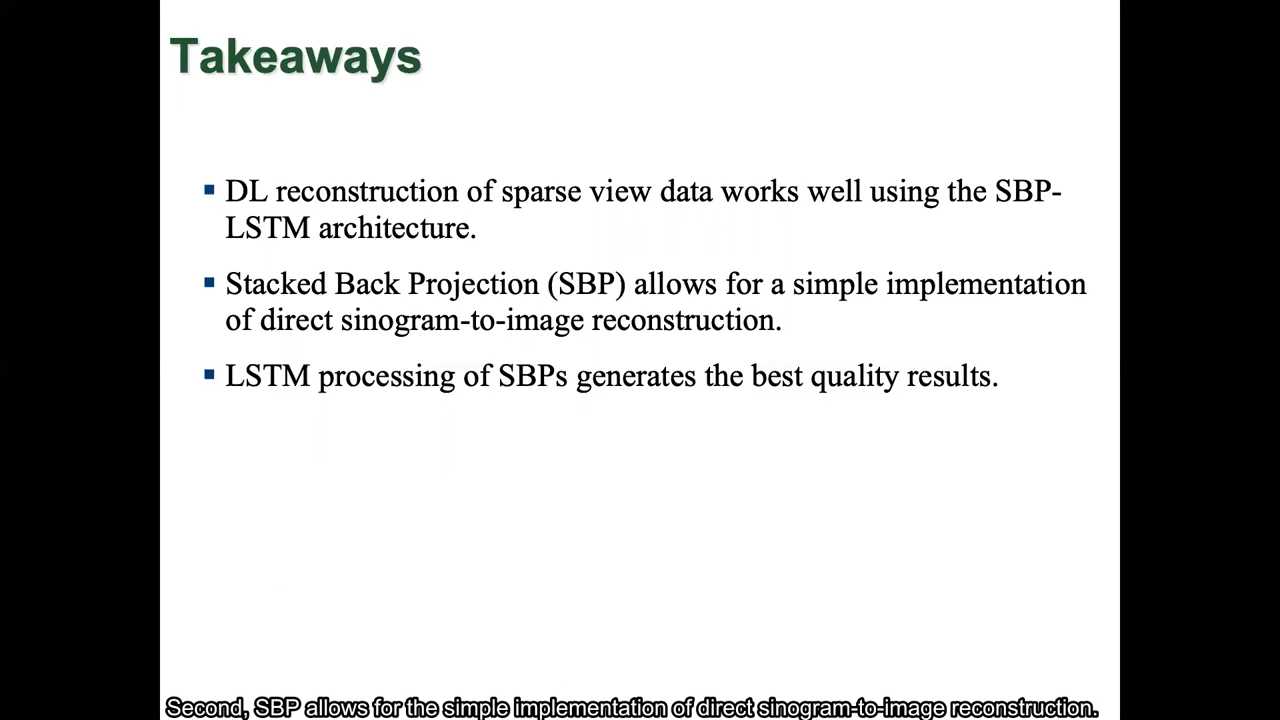 Takeaways
DL reconstruction of sparse view data works well using the SBP-
LSTM architecture.
Stacked Back Projection (SBP) allows for a simple implementation
of direct sinogram-to-image reconstruction.
LSTM processing of SBPs generates the best quality results.
Second, SBP allows for the simple implementation of direct sinogram-to-image reconstruction.